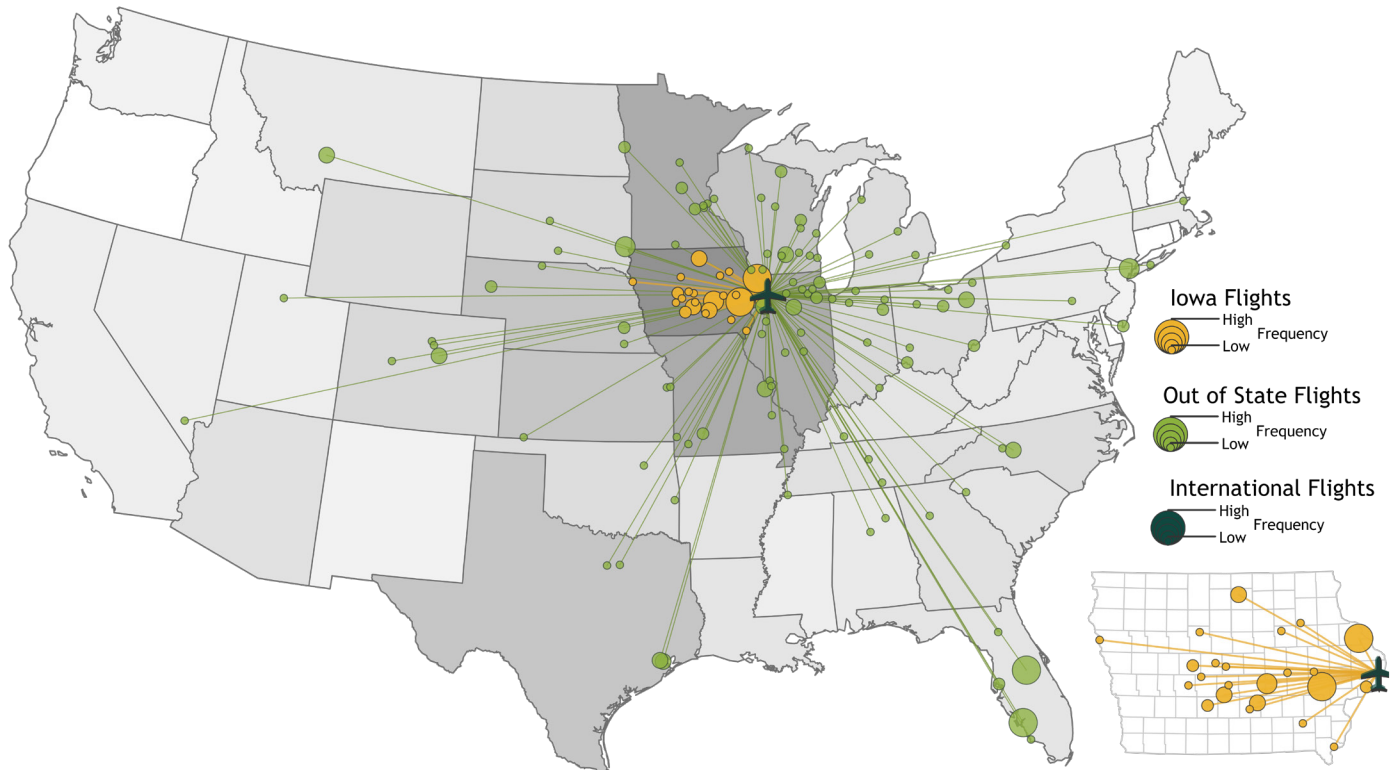 Iowa Flights
High
Frequency
Low
Out of State Flights
High
Frequency
Low
International Flights
High
Frequency
Low